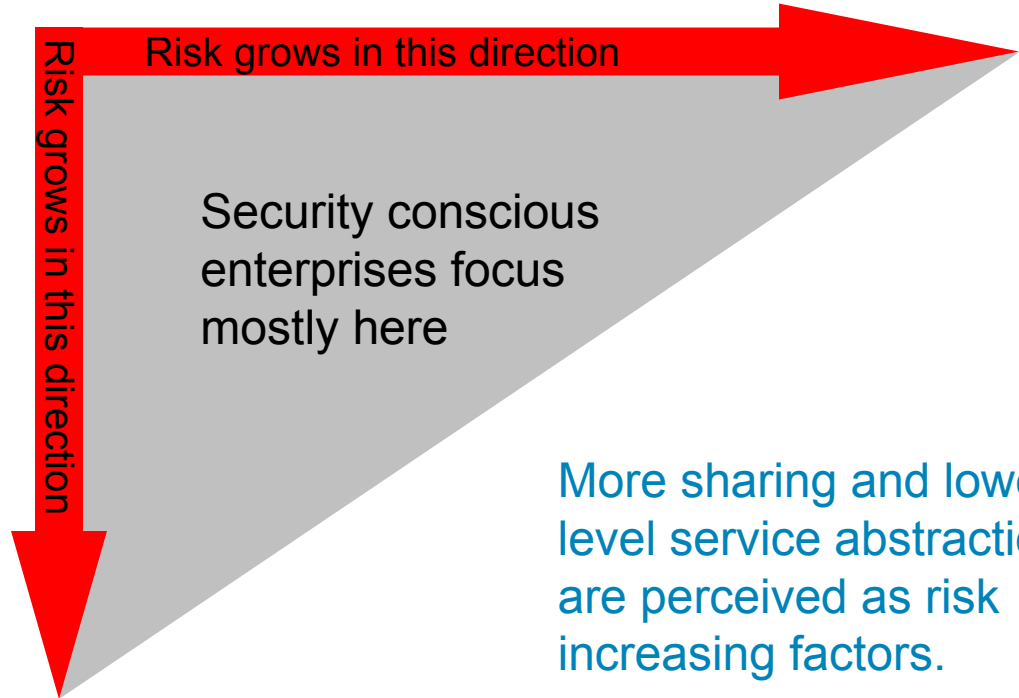 Risk grows in this direction
Risk grows in this direction
Security conscious
enterprises focus
mostly here
More sharing and
level service
are perceived as risk
increasing factors.